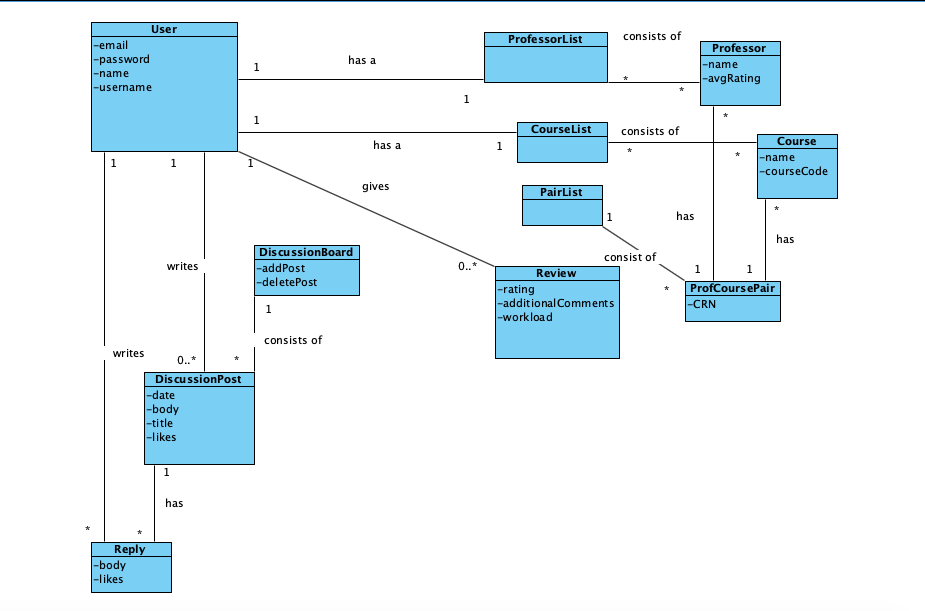 User
-email
-password
-name
-username
1
has a
1
ProfessorList
consists of
*
*
Professor
-name
-avgRating
1
has a
1
CourseList
consists of
*
*
Course
-name
-courseCode
1
1
1
gives
0..*
PairList
1
consist of
*
*
has
1
*
has
1
ProfCoursePair
-CRN
Review
-rating
-additionalComments
-workload
writes
0..*
DiscussionBoard
-addPost
-deletePost
1
consists of
*
writes
*
DiscussionPost
-date
-body
-title
-likes
1
has
*
Reply
-body
-likes